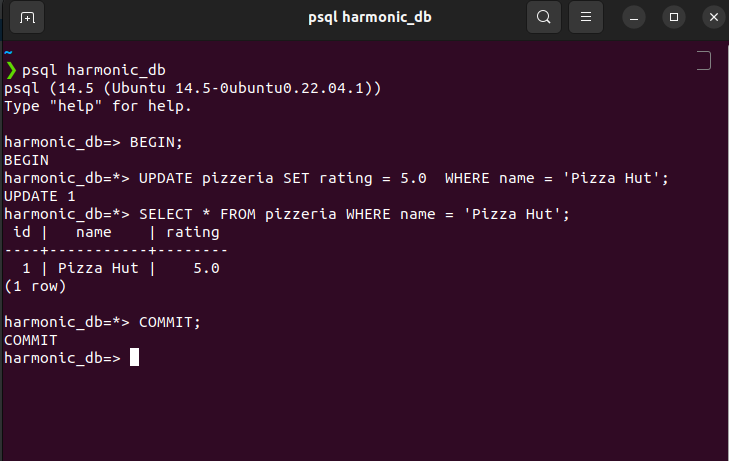 psql harmonic_db
~
❯ psql harmonic_db
psql (14.5 (Ubuntu 14.5-0ubuntu0.22.04.1))
Type "help" for help.
harmonic_db=> BEGIN;
BEGIN
harmonic_db=*> UPDATE pizzeria SET rating = 5.0  WHERE name = 'Pizza Hut';
UPDATE 1
harmonic_db=*> SELECT * FROM pizzeria WHERE name = 'Pizza Hut';
 id |   name    | rating
----+-----------+--------
  1 | Pizza Hut |    5.0
(1 row)
harmonic_db=*> COMMIT;
COMMIT
harmonic_db=>